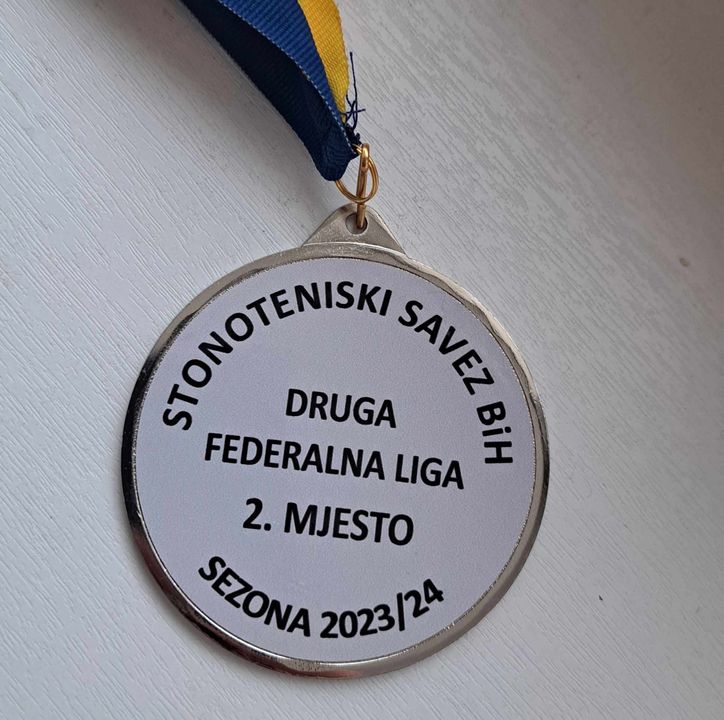 STONOTENISKI SAVEZ BiH
DRUGA
FEDERALNA LIGA
2. MJESTO
SEZONA 2023/24